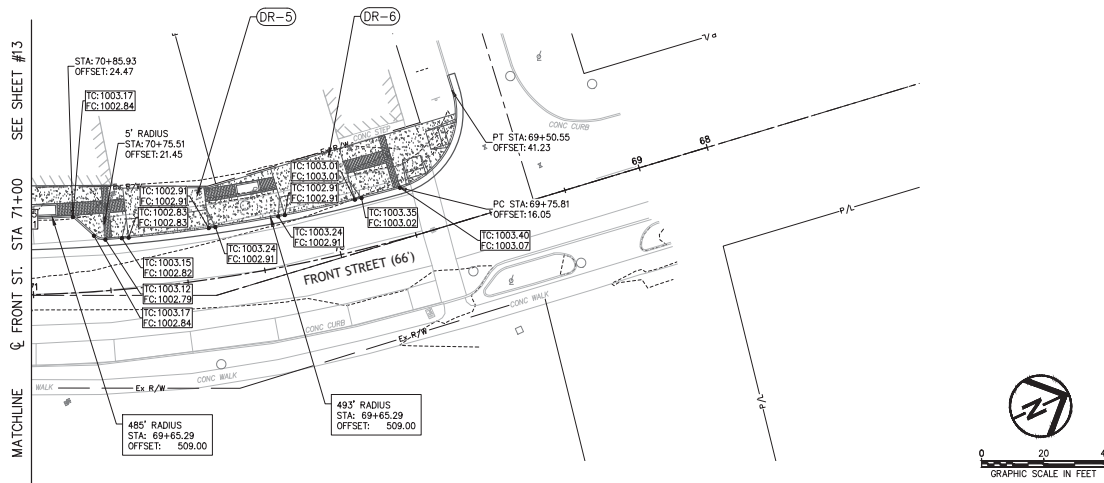 DR-5
DR-6
SEE SHEET #13
STA 71+00
℄ FRONT ST.
MATCHLINE
STA: 70+85.93
OFFSET: 24.47
TC: 1003.17
FC: 1002.84
5' RADIUS
STA: 70+75.51
OFFSET: 21.45
Ex R/W
TC: 1002.91
FC: 1002.91
TC: 1002.83
FC: 1002.83
TC: 1003.15
FC: 1002.82
TC: 1003.12
FC: 1002.79
TC: 1003.17
FC: 1002.84
TC: 1003.24
FC: 1002.91
TC: 1003.24
FC: 1002.91
CONC STEP
Ex R/W
TC: 1003.01
FC: 1003.01
TC: 1002.91
FC: 1002.91
TC: 1003.35
FC: 1003.02
TC: 1003.40
FC: 1003.07
PT STA: 69+50.55
OFFSET: 41.23
PC STA: 69+75.81
OFFSET: 16.05
CONC CURB
P/L
69
68
P/L
P/L
71
70
FRONT STREET (66')
CONC WALK
CONC CURB
Ex R/W
WALK
Ex R/W
CONC WALK
485' RADIUS
STA: 69+65.29
OFFSET: 509.00
493' RADIUS
STA: 69+65.29
OFFSET: 509.00
N
0 20
GRAPHIC SCALE IN FEET